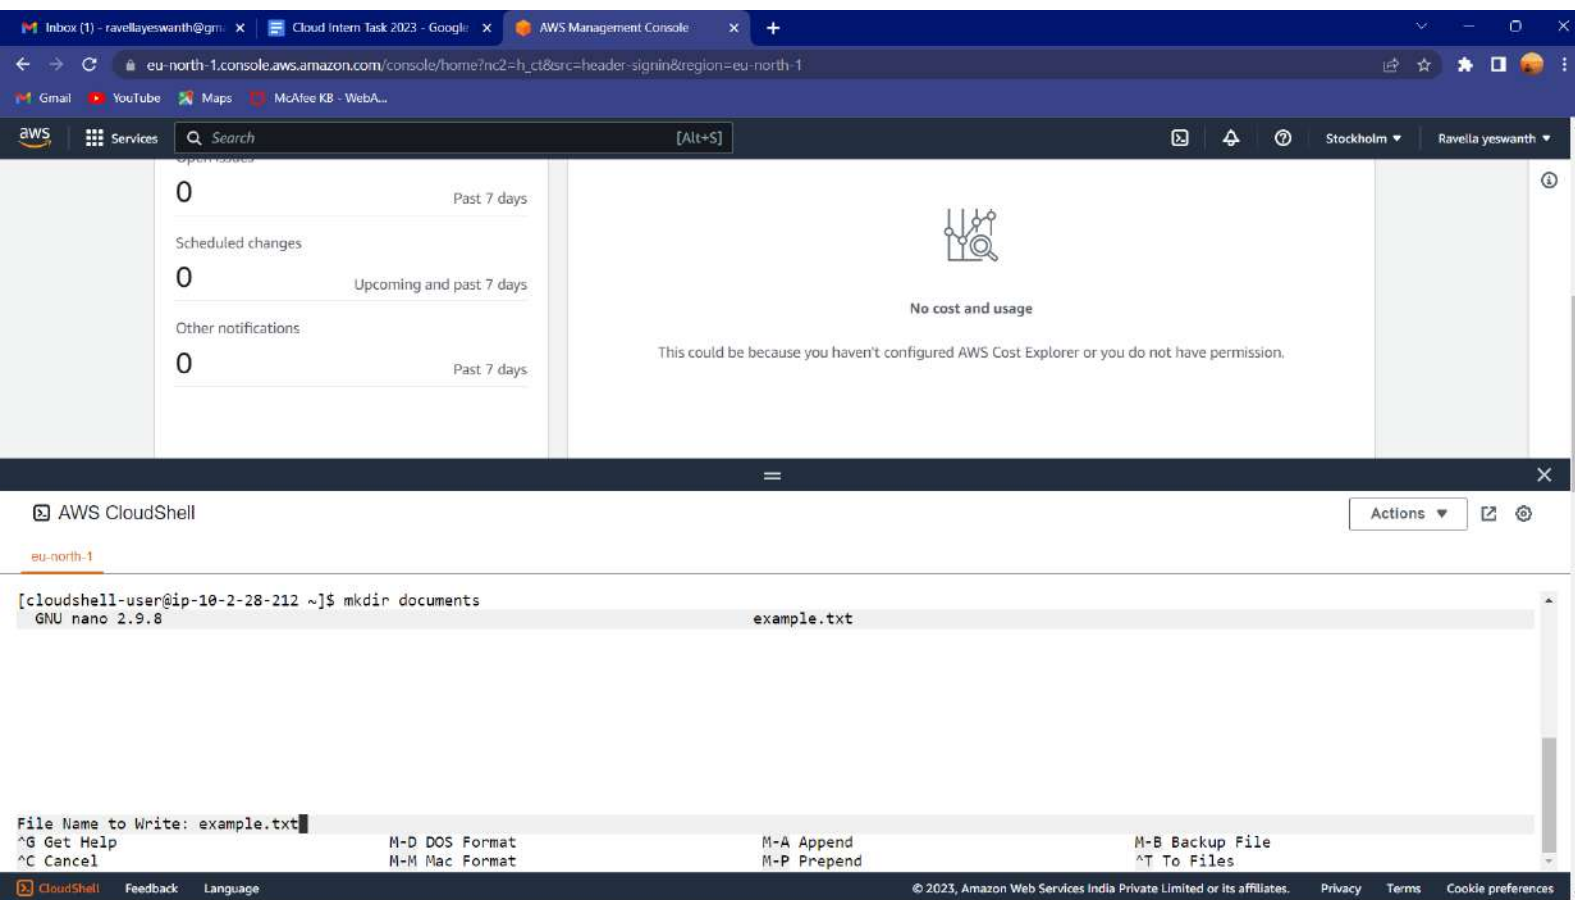 Inbox (1) - ravellayeswanth@gm
Cloud Intern Task 2023 - Google
AWS Management Console
eu-north-1.console.aws.amazon.com/console/home?nc2=h_ct&src=header-signin&region=eu-north-1
Gmail YouTube Maps McAfee KB - WebA...
aws Services Search [Alt+S] Stockholm Ravella yeswanth
Open issues
0 Past 7 days
Scheduled changes
0 Upcoming and past 7 days
Other notifications
0 Past 7 days
No cost and usage
This could be because you haven't configured AWS Cost Explorer or you do not have permission.
AWS CloudShell Actions
eu-north-1
[cloudshell-user@ip-10-2-28-212 ~]$ mkdir documents
GNU nano 2.9.8 example.txt
File Name to Write: example.txt
^G Get Help M-D DOS Format M-A Append M-B Backup File
^C Cancel M-M Mac Format M-P Prepend ^T To Files
CloudShell Feedback Language © 2023, Amazon Web Services India Private Limited or its affiliates. Privacy Terms Cookie preferences